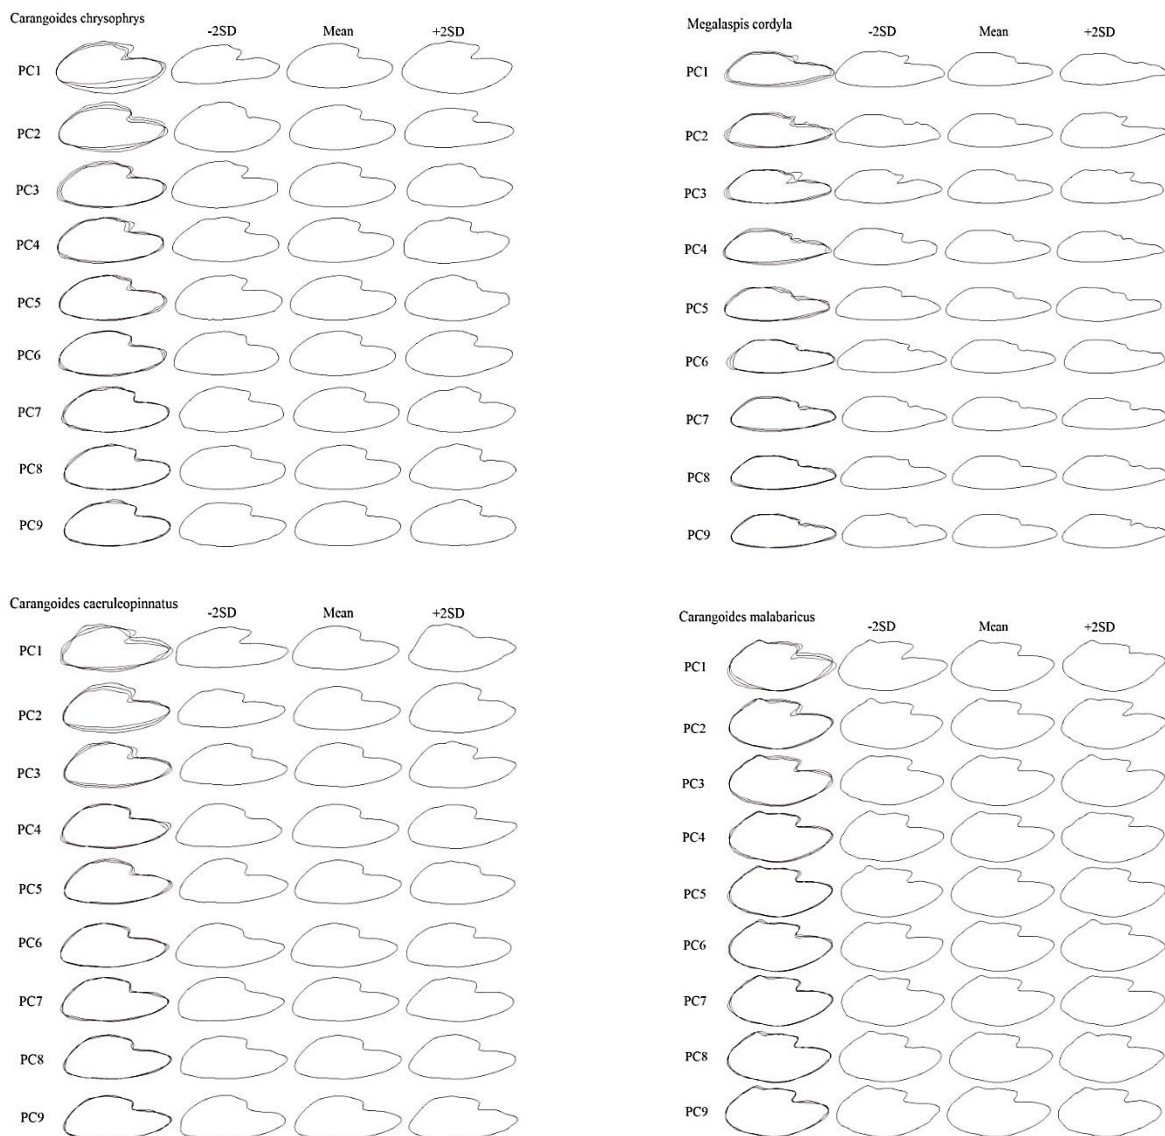 Carangoides chrysophrys
-2SD Mean +2SD
PC1
PC2
PC3
PC4
PC5
PC6
PC7
PC8
PC9
Megalaspis cordyla
-2SD Mean +2SD
PC1
PC2
PC3
PC4
PC5
PC6
PC7
PC8
PC9
Carangoides caeruleopinnatus
-2SD Mean +2SD
PC1
PC2
PC3
PC4
PC5
PC6
PC7
PC8
PC9
Carangoides malabaricus
-2SD Mean +2SD
PC1
PC2
PC3
PC4
PC5
PC6
PC7
PC8
PC9